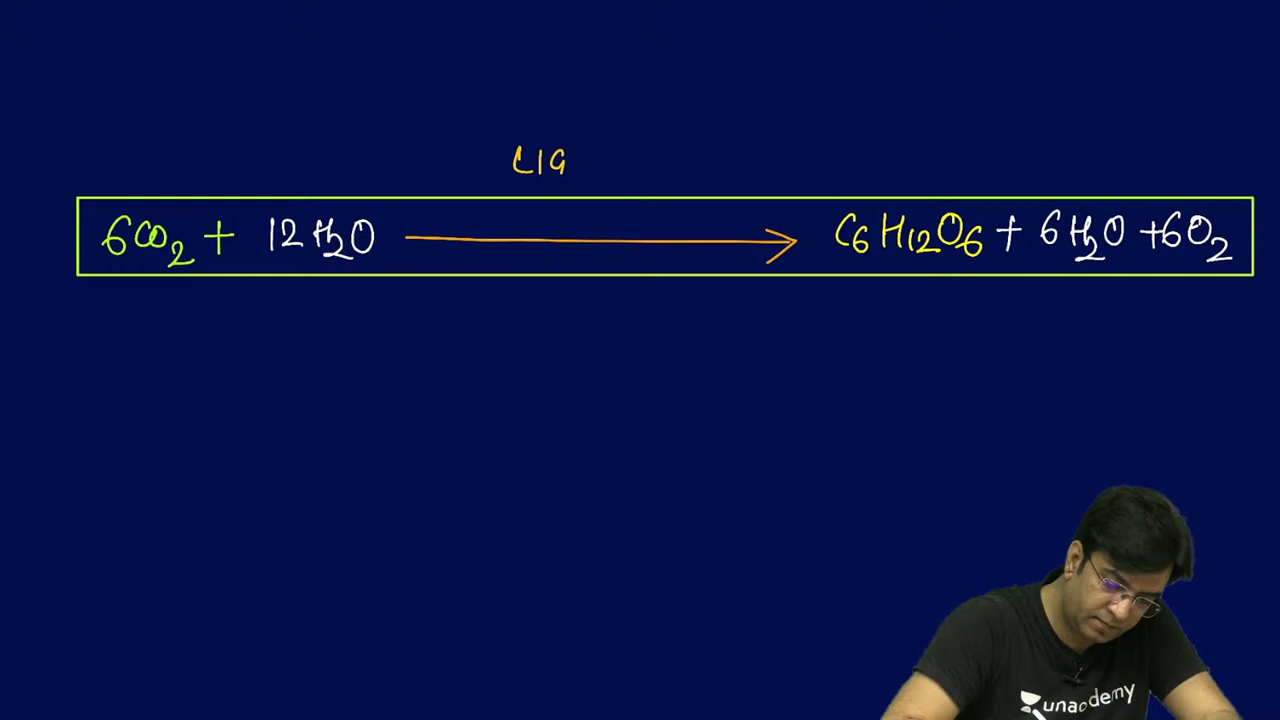 LIG
6CO2 + 12H2O → C6H12O6 + 6H2O + 6O2
unacademy